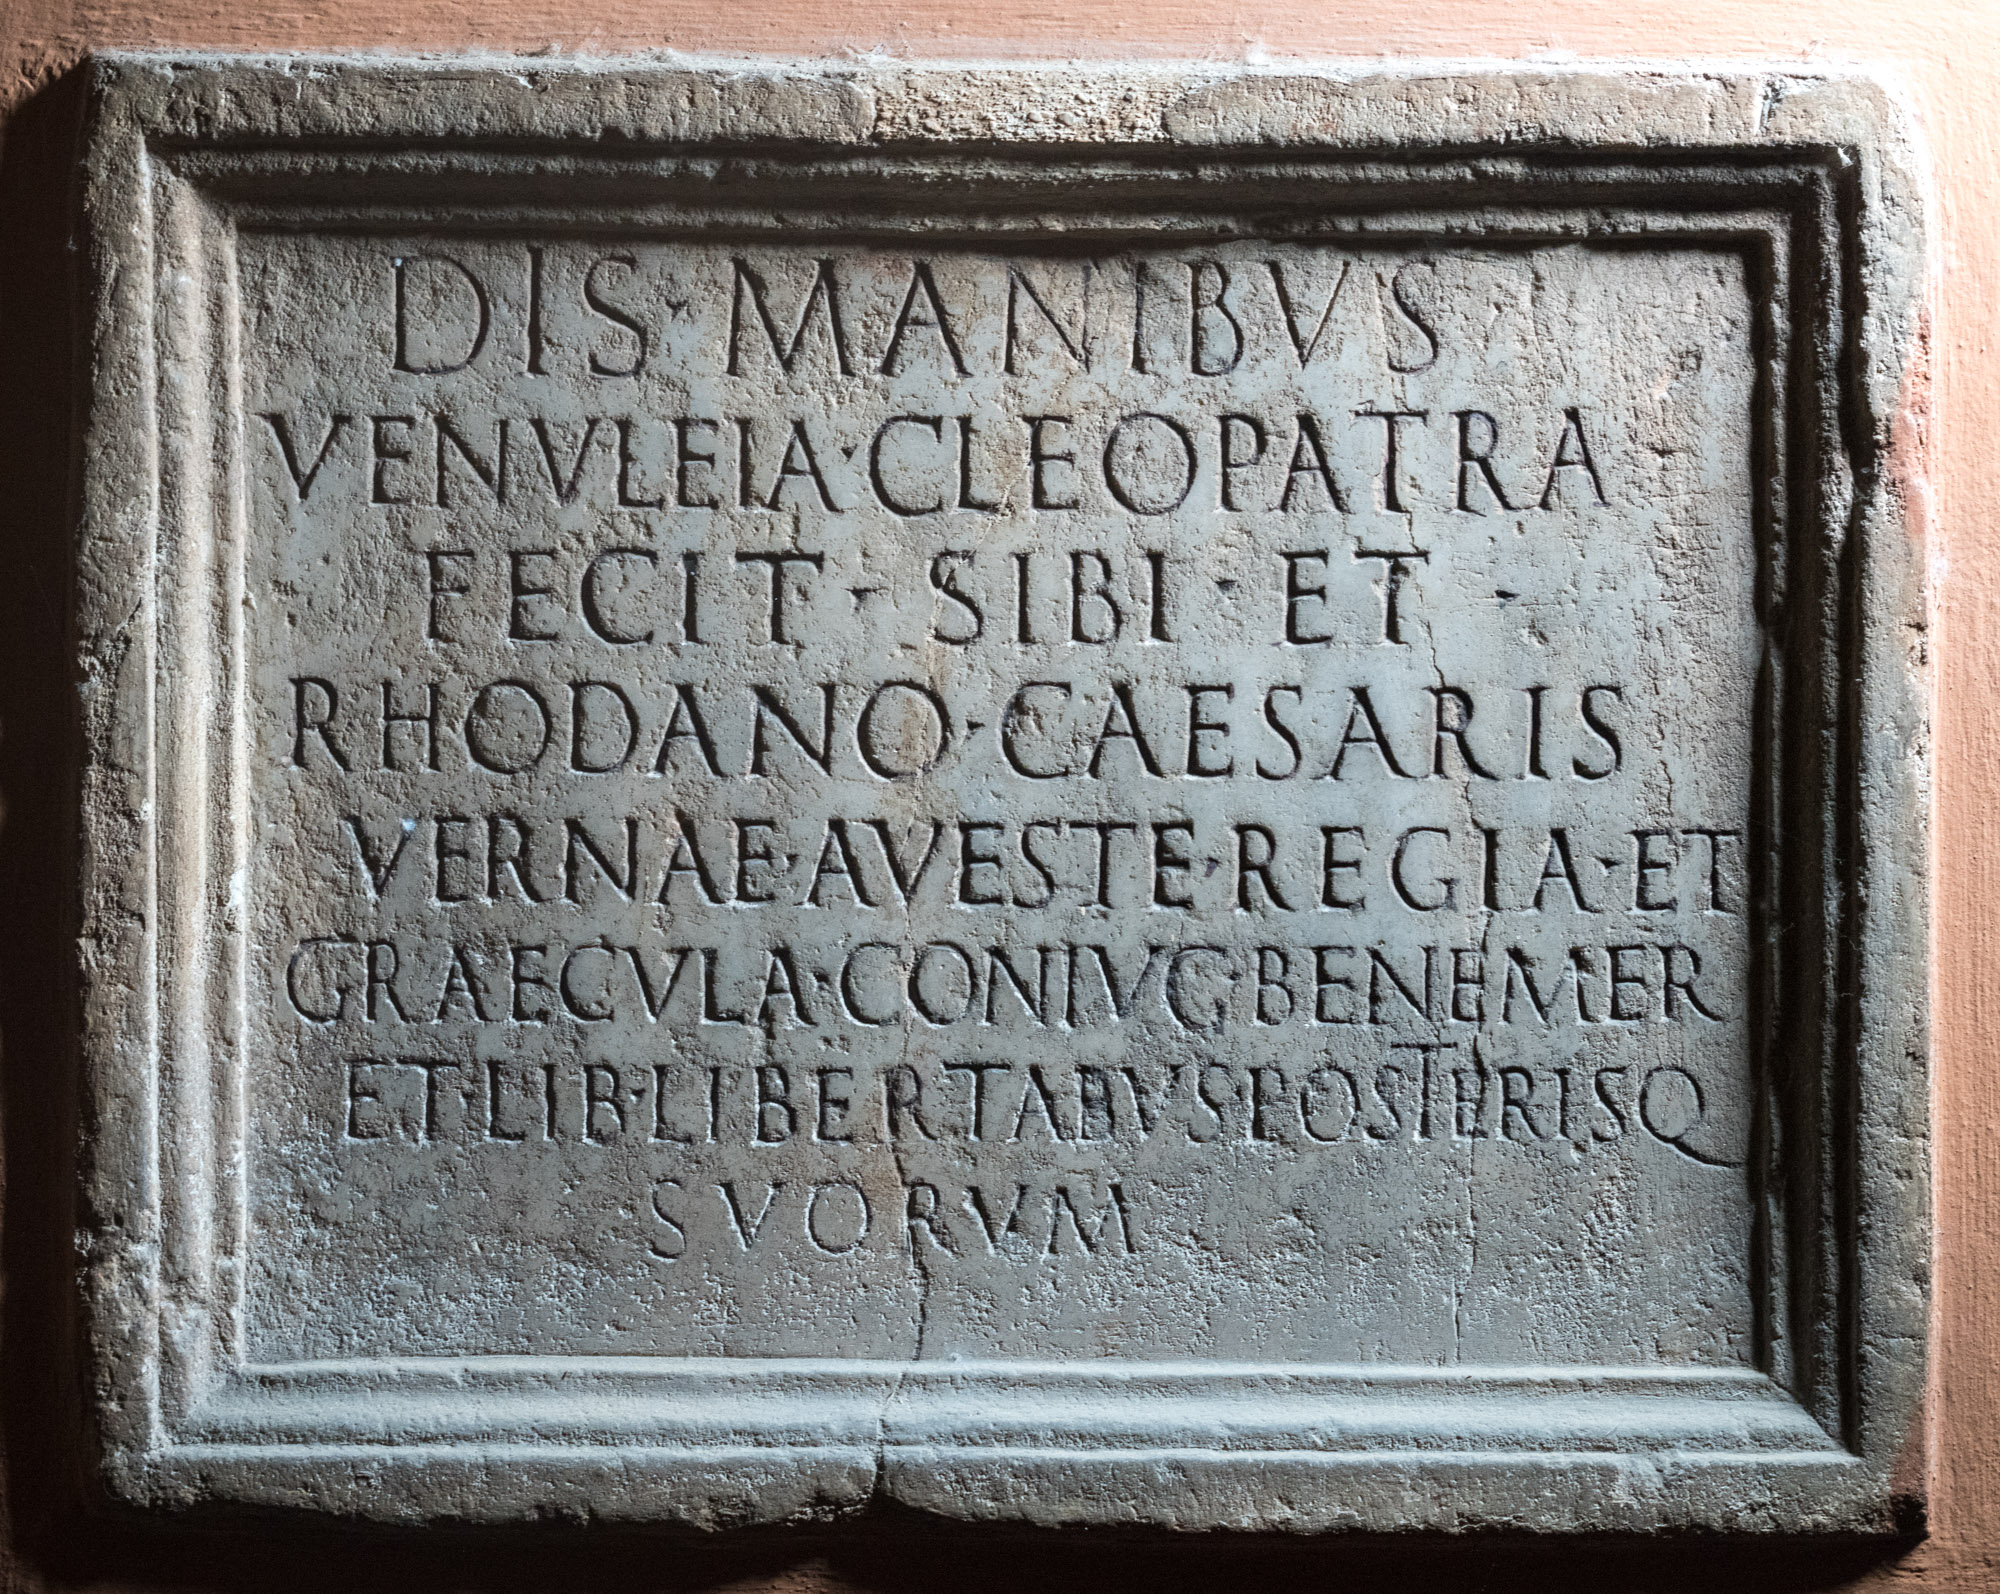 DIS · MANIBVS
VENVLEIA · CLEOPATRA
FECIT · SIBI · ET ·
RHODANO · CAESARIS
VERNAE · A VESTE · REGIA · ET
GRAECVLA · CONIVG · BENEMER
ET · LIB · LIBERTABVS · POSTERISQ
SVORVM